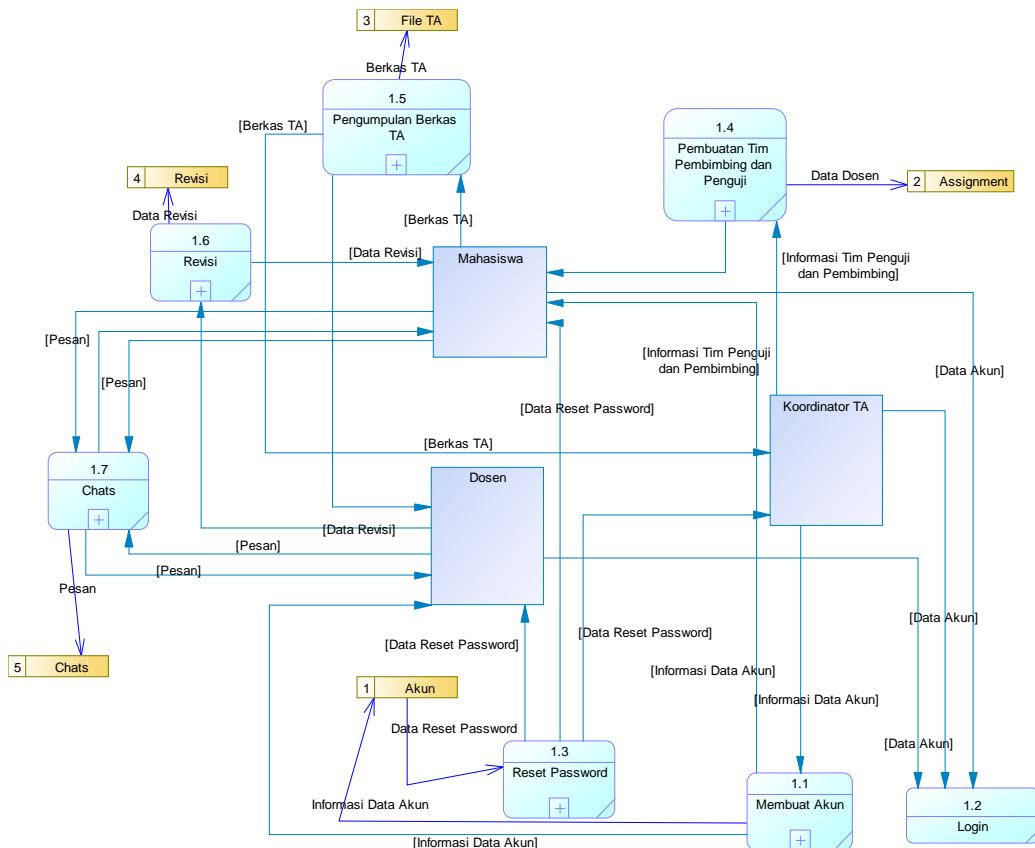 3 File TA
Berkas TA
1.5
Pengumpulan Berkas
TA
[Berkas TA]
1.4
Pembuatan Tim
Pembimbing dan
Penguji
Data Dosen
2 Assignment
4 Revisi
Data Revisi
[Berkas TA]
1.6
Revisi
[Data Revisi]
Mahasiswa
[Informasi Tim Penguji
dan Pembimbing]
[Pesan]
[Informasi Tim Penguji
dan Pembimbing]
[Data Akun]
[Pesan]
[Pesan]
[Data Reset Password]
Koordinator TA
[Berkas TA]
1.7
Chats
Dosen
[Data Revisi]
[Pesan]
[Pesan]
Pesan
[Data Akun]
[Data Reset Password]
[Data Reset Password]
5 Chats
[Informasi Data Akun]
1 Akun
[Informasi Data Akun]
Data Reset Password
[Data Akun]
1.3
Reset Password
1.1
Membuat Akun
Informasi Data Akun
1.2
Login
[Informasi Data Akun]